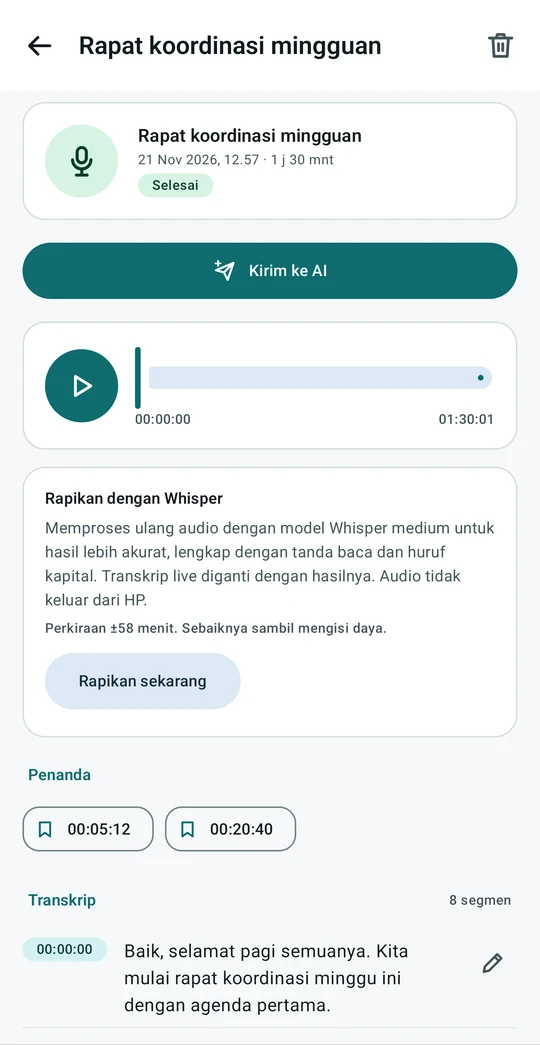 Rapat koordinasi mingguan
Rapat koordinasi mingguan
21 Nov 2026, 12.57 · 1 j 30 mnt
Selesai
Kirim ke AI
00:00:00
01:30:01
Rapikan dengan Whisper
Memproses ulang audio dengan model Whisper medium untuk
hasil lebih akurat, lengkap dengan tanda baca dan huruf
kapital. Transkrip live diganti dengan hasilnya. Audio tidak
keluar dari HP.
Perkiraan ±58 menit. Sebaiknya sambil mengisi daya.
Rapikan sekarang
Penanda
00:05:12
00:20:40
Transkrip
8 segmen
00:00:00
Baik, selamat pagi semuanya. Kita
mulai rapat koordinasi minggu ini
dengan agenda pertama.